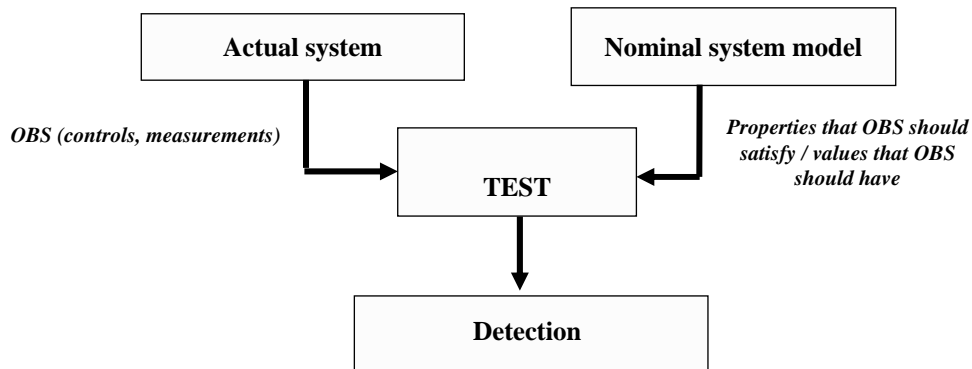 Actual system
Nominal system model
OBS (controls, measurements)
Properties that OBS should
satisfy / values that OBS
should have
TEST
Detection